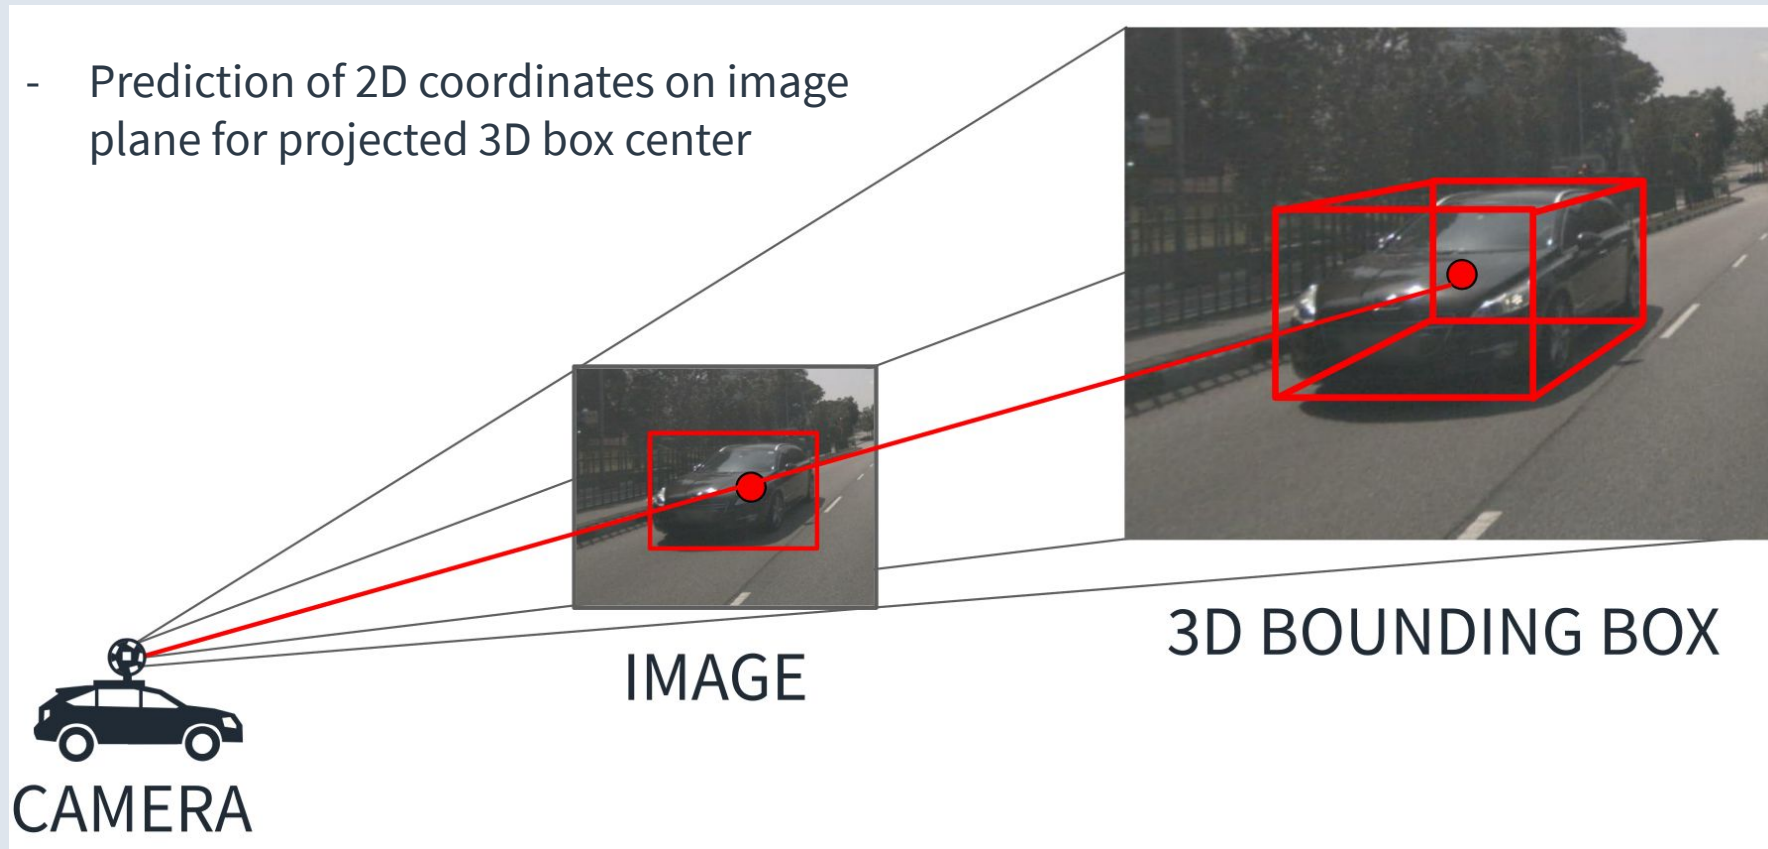 - Prediction of 2D coordinates on image
plane for projected 3D box center
3D BOUNDING BOX
IMAGE
CAMERA